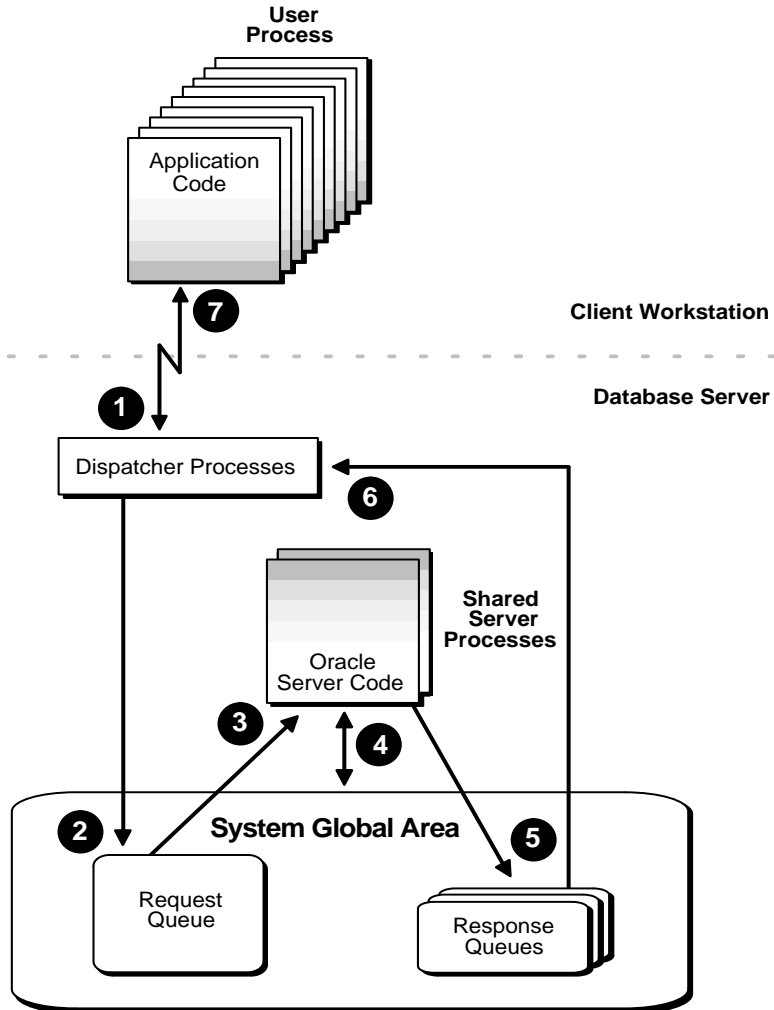 User
Process
Application
Code
7
Client Workstation
Database Server
1
Dispatcher Processes
6
Shared
Server
Processes
Oracle
Server Code
3
4
2
System Global Area
5
Request
Queue
Response
Queues